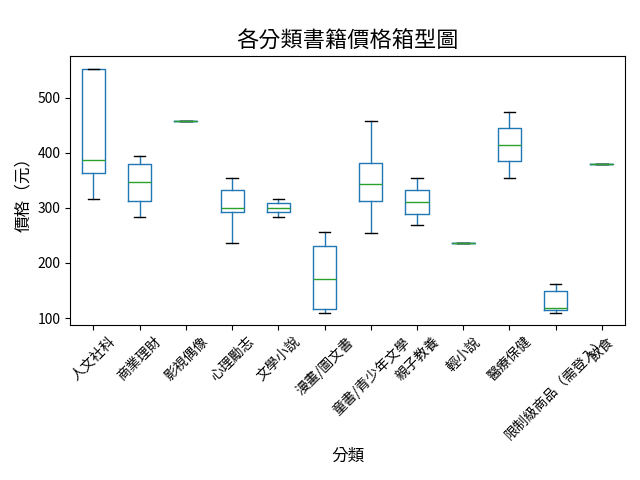 各分類書籍價格箱型圖
價格（元）
500
400
300
200
100
人文社科
商業理財
影視偶像
心理勵志
文學小說
漫畫/圖文書
童書/青少年文學
親子教養
輕小說
醫療保健
限制級商品（需登入）
飲食
分類